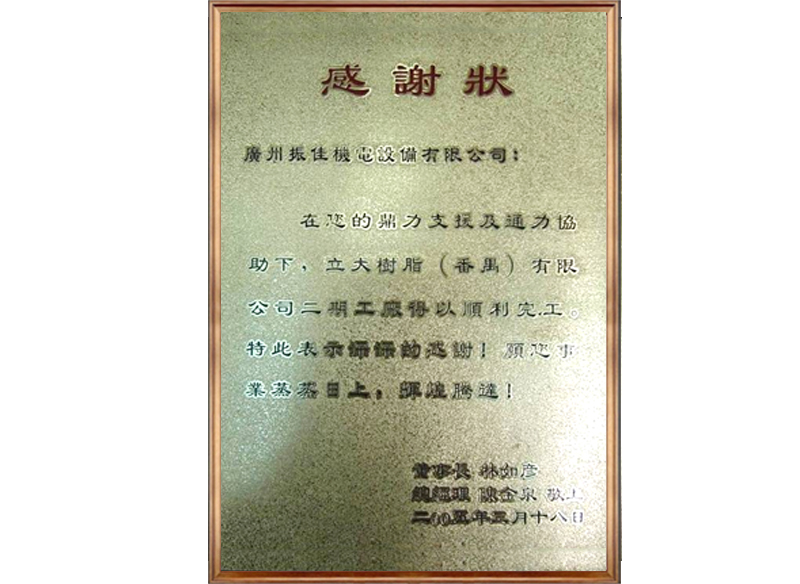 感謝狀
廣州振佳機電設備有限公司：
在您的鼎力支援及通力協
助下，立大樹脂（番禺）有限
公司二期工廠得以順利完工。
特此表示深深的感謝！願您事
業蒸蒸日上，輝煌騰達！
董事長 林如彦
總經理 陳金泉 敬上
二00五年三月十八日